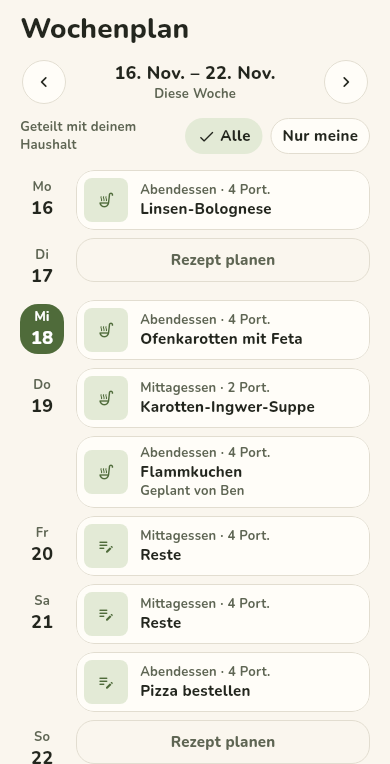 Wochenplan
16. Nov. – 22. Nov.
Diese Woche
Geteilt mit deinem
Haushalt
Alle
Nur meine
Mo
16
Abendessen · 4 Port.
Linsen-Bolognese
Di
17
Rezept planen
Mi
18
Abendessen · 4 Port.
Ofenkarotten mit Feta
Do
19
Mittagessen · 2 Port.
Karotten-Ingwer-Suppe
Abendessen · 4 Port.
Flammkuchen
Geplant von Ben
Fr
20
Mittagessen · 4 Port.
Reste
Sa
21
Mittagessen · 4 Port.
Reste
Abendessen · 4 Port.
Pizza bestellen
So
22
Rezept planen